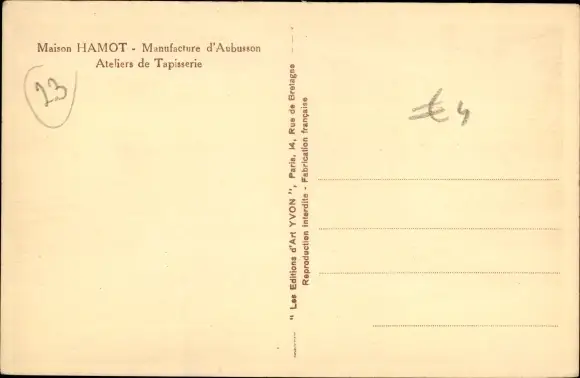 Maison HAMOT - Manufacture d'Aubusson
Ateliers de Tapisserie
23
€4
" Les Editions d'Art YVON ", Paris, 14, Rue de Bretagne
Reproduction interdite - Fabrication française